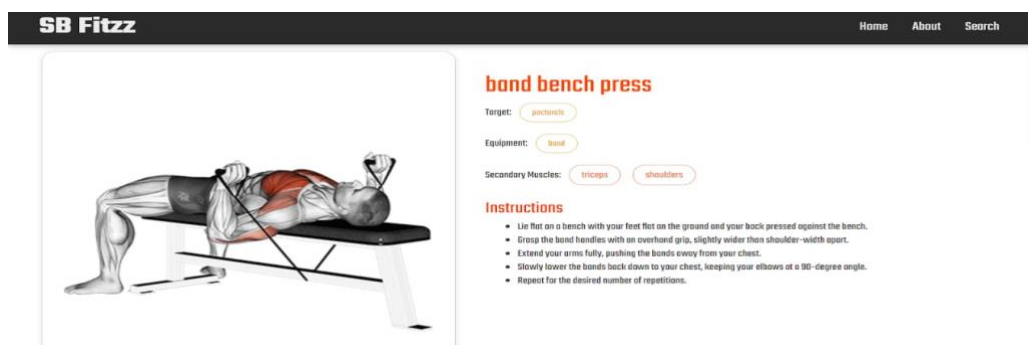 SB Fitzz
Home About Search
band bench press
Target: pectorals
Equipment: band
Secondary Muscles: triceps shoulders
Instructions
Lie flat on a bench with your feet flat on the ground and your back pressed against the bench.
Grasp the band handles with an overhand grip, slightly wider than shoulder-width apart.
Extend your arms fully, pushing the bands away from your chest.
Slowly lower the bands back down to your chest, keeping your elbows at a 90-degree angle.
Repeat for the desired number of repetitions.